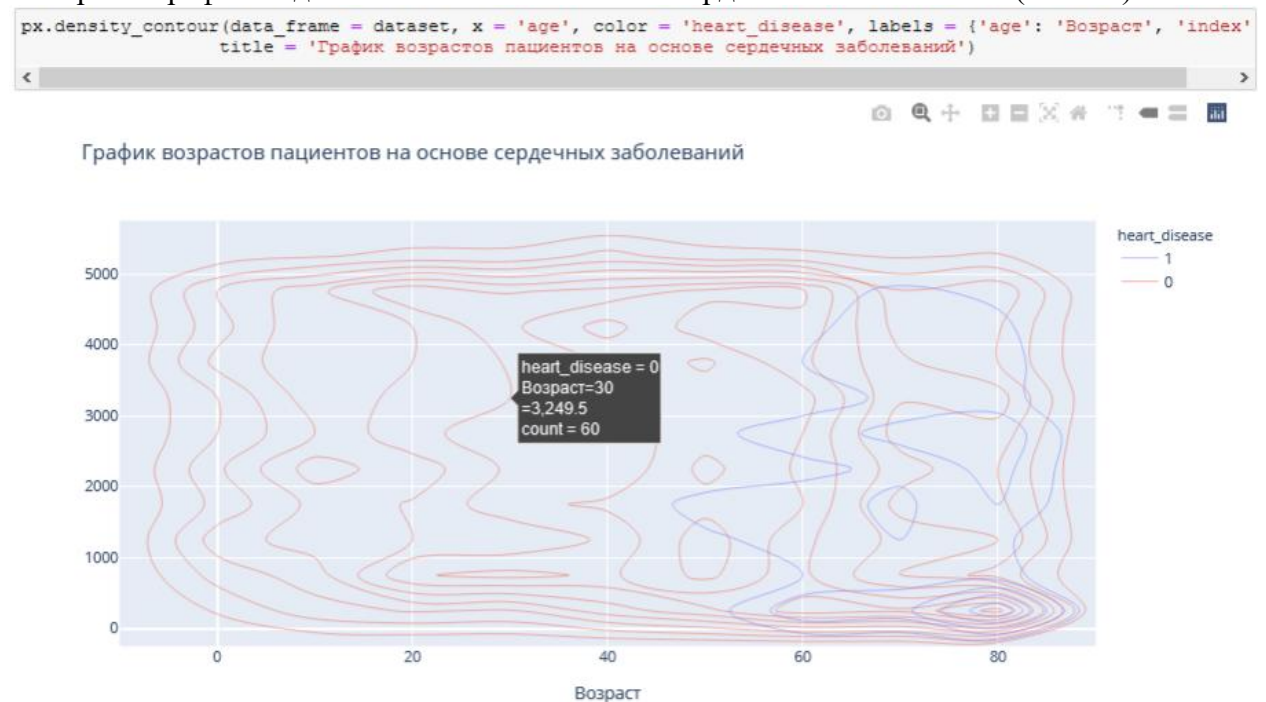 px.density_contour(data_frame = dataset, x = 'age', color = 'heart_disease', labels = {'age': 'Возраст', 'index'
title = 'График возрастов пациентов на основе сердечных заболеваний')
График возрастов пациентов на основе сердечных заболеваний
heart_disease
1
0
5000
4000
3000
2000
1000
0
heart_disease = 0
Возраст=30
=3,249.5
count = 60
0
20
40
60
80
Возраст